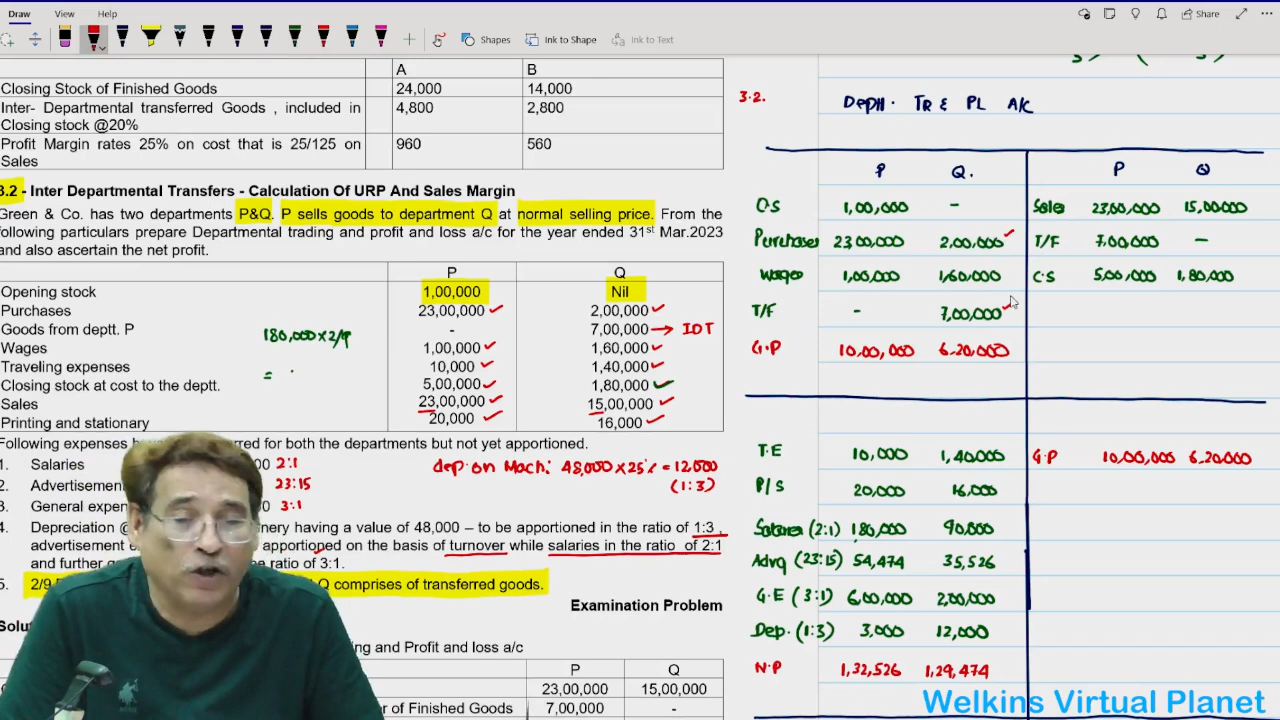 Draw View Help
Shapes Ink to Shape Ink to Text Share
A B
Closing Stock of Finished Goods 24,000 14,000
Inter- Departmental transferred Goods , included in 4,800 2,800
Closing stock @20%
Profit Margin rates 25% on cost that is 25/125 on 960 560
Sales
3.2 - Inter Departmental Transfers - Calculation Of URP And Sales Margin
Green & Co. has two departments P&Q. P sells goods to department Q at normal selling price. From the
following particulars prepare Departmental trading and profit and loss a/c for the year ended 31st Mar.2023
and also ascertain the net profit.
P Q
Opening stock 1,00,000 Nil
Purchases 23,00,000 2,00,000
Goods from deptt. P - 7,00,000 → IDT
180,000 x 2/9
Wages 1,00,000 1,60,000
Traveling expenses 10,000 1,40,000
=
Closing stock at cost to the deptt. 5,00,000 1,80,000
Sales 23,00,000 15,00,000
Printing and stationary 20,000 16,000
Following expenses for both the departments but not yet apportioned.
1. Salaries 2:1
dep. on Mach: 48,000 x 25% = 12,000
2. Advertisement 23:15
(1:3)
3. General 3:1
4. Depreciation @ having a value of 48,000 – to be apportioned in the ratio of 1:3 ,
advertisement apportioned on the basis of turnover while salaries in the ratio of 2:1
and further ratio of 3:1.
5. 2/9 Q comprises of transferred goods.
Examination Problem
and Profit and loss a/c
P Q
23,00,000 15,00,000
of Finished Goods 7,00,000 -
3.2. Deptt. Tr & PL A/c
P Q. P Q
O.S 1,00,000 - Sales 23,00,000 15,00,000
Purchases 23,00,000 2,00,000 T/F 7,00,000 -
Wages 1,00,000 1,60,000 C.S 5,00,000 1,80,000
T/F - 7,00,000
G.P 10,00,000 6,20,000
T.E 10,000 1,40,000 G.P 10,00,000 6,20,000
P/S 20,000 16,000
Salaries (2:1) 180,000 90,000
Advq (23:15) 54,474 35,526
G.E (3:1) 6,00,000 2,00,000
Dep. (1:3) 3,000 12,000
N.P 1,32,526 1,29,474
Welkins Virtual Planet